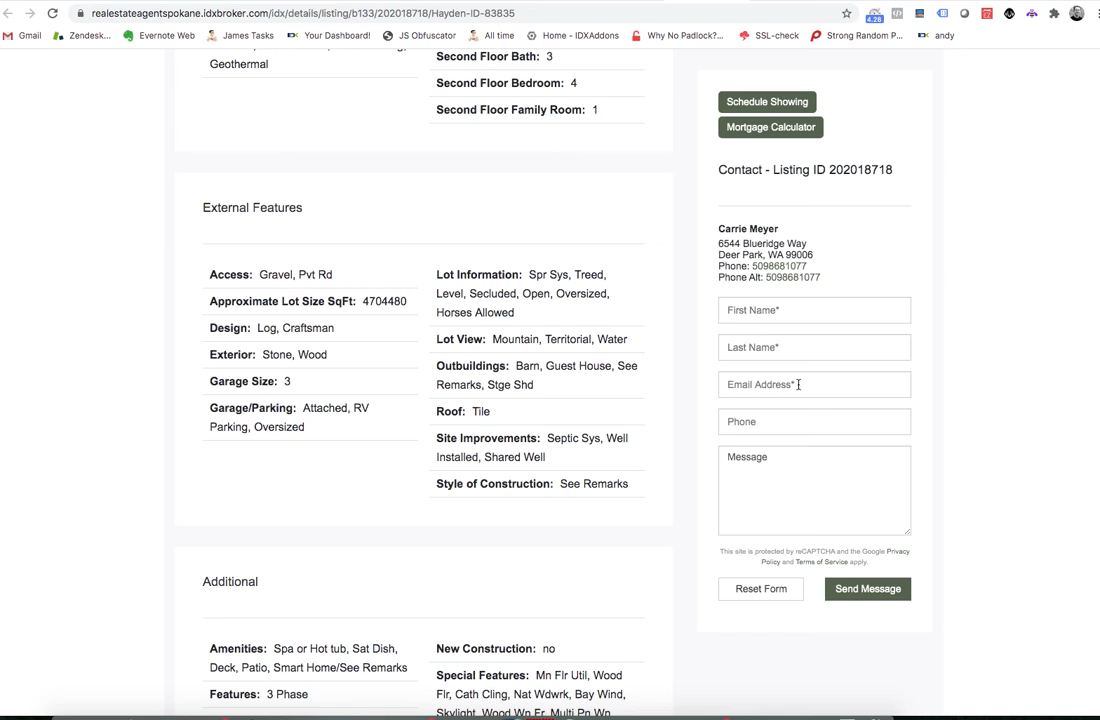 realestateagentspokane.idxbroker.com/idx/details/listing/b133/202018718/Hayden-ID-83835
4.28
Gmail
Zendesk...
Evernote Web
James Tasks
Your Dashboard!
JS Obfuscator
All time
Home - IDXAddons
Why No Padlock?...
SSL-check
Strong Random P...
andy
Geothermal
Second Floor Bath: 3
Second Floor Bedroom: 4
Second Floor Family Room: 1
External Features
Access: Gravel, Pvt Rd
Approximate Lot Size SqFt: 4704480
Design: Log, Craftsman
Exterior: Stone, Wood
Garage Size: 3
Garage/Parking: Attached, RV
Parking, Oversized
Lot Information: Spr Sys, Treed,
Level, Secluded, Open, Oversized,
Horses Allowed
Lot View: Mountain, Territorial, Water
Outbuildings: Barn, Guest House, See
Remarks, Stge Shd
Roof: Tile
Site Improvements: Septic Sys, Well
Installed, Shared Well
Style of Construction: See Remarks
Additional
Amenities: Spa or Hot tub, Sat Dish,
Deck, Patio, Smart Home/See Remarks
Features: 3 Phase
New Construction: no
Special Features: Mn Flr Util, Wood
Flr, Cath Cling, Nat Wdwrk, Bay Wind,
Skylight, Wood Wn Fr, Mult Pn Wn,
Schedule Showing
Mortgage Calculator
Contact - Listing ID 202018718
Carrie Meyer
6544 Blueridge Way
Deer Park, WA 99006
Phone: 5098681077
Phone Alt: 5098681077
First Name*
Last Name*
Email Address*
Phone
Message
This site is protected by reCAPTCHA and the Google Privacy
Policy and Terms of Service apply.
Reset Form
Send Message